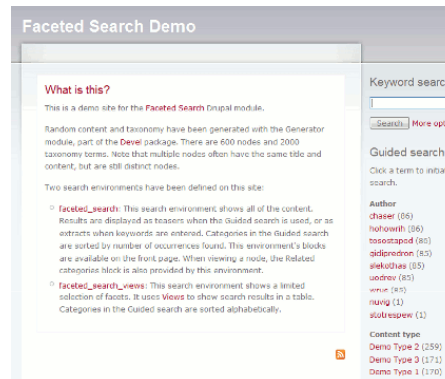 Faceted Search Demo
What is this?
This is a demo site for the Faceted Search Drupal module.
Random content and taxonomy have been generated with the Generator
module, part of the Devel package. There are 600 nodes and 2000
taxonomy terms. Note that multiple nodes often have the same title and
content, but are still distinct nodes.
Two search environments have been defined on this site:
faceted_search: This search environment shows all of the content.
Results are displayed as teasers when the Guided search is used, or as
extracts when keywords are entered. Categories in the Guided search
are sorted by number of occurrences found. This environment's blocks
are available on the front page. When viewing a node, the Related
categories block is also provided by this environment.
faceted_search_views: This search environment shows a limited
selection of facets. It uses Views to show search results in a table.
Categories in the Guided search are sorted alphabetically.
Keyword searc
Search More opt
Guided search
Click a term to initia
search.
Author
chaser (86)
hohowrih (86)
tosostaped (86)
gidipredron (85)
slekothas (85)
uodrov (85)
(85)
nuvig (1)
stotrespew (1)
Content type
Demo Type 2 (259)
Demo Type 3 (171)
Demo Type 1 (170)